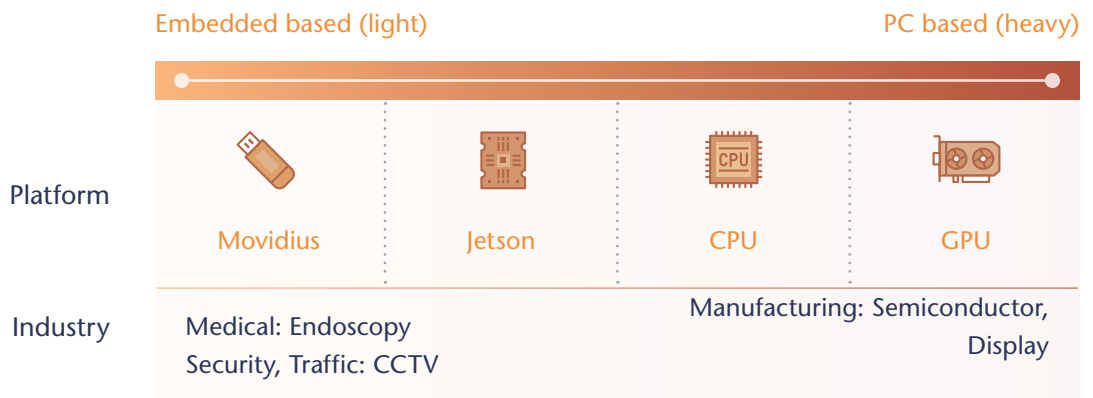 Embedded based (light)
PC based (heavy)
CPU
Platform
Movidius
Jetson
CPU
GPU
Industry
Medical: Endoscopy
Security, Traffic: CCTV
Manufacturing: Semiconductor,
Display